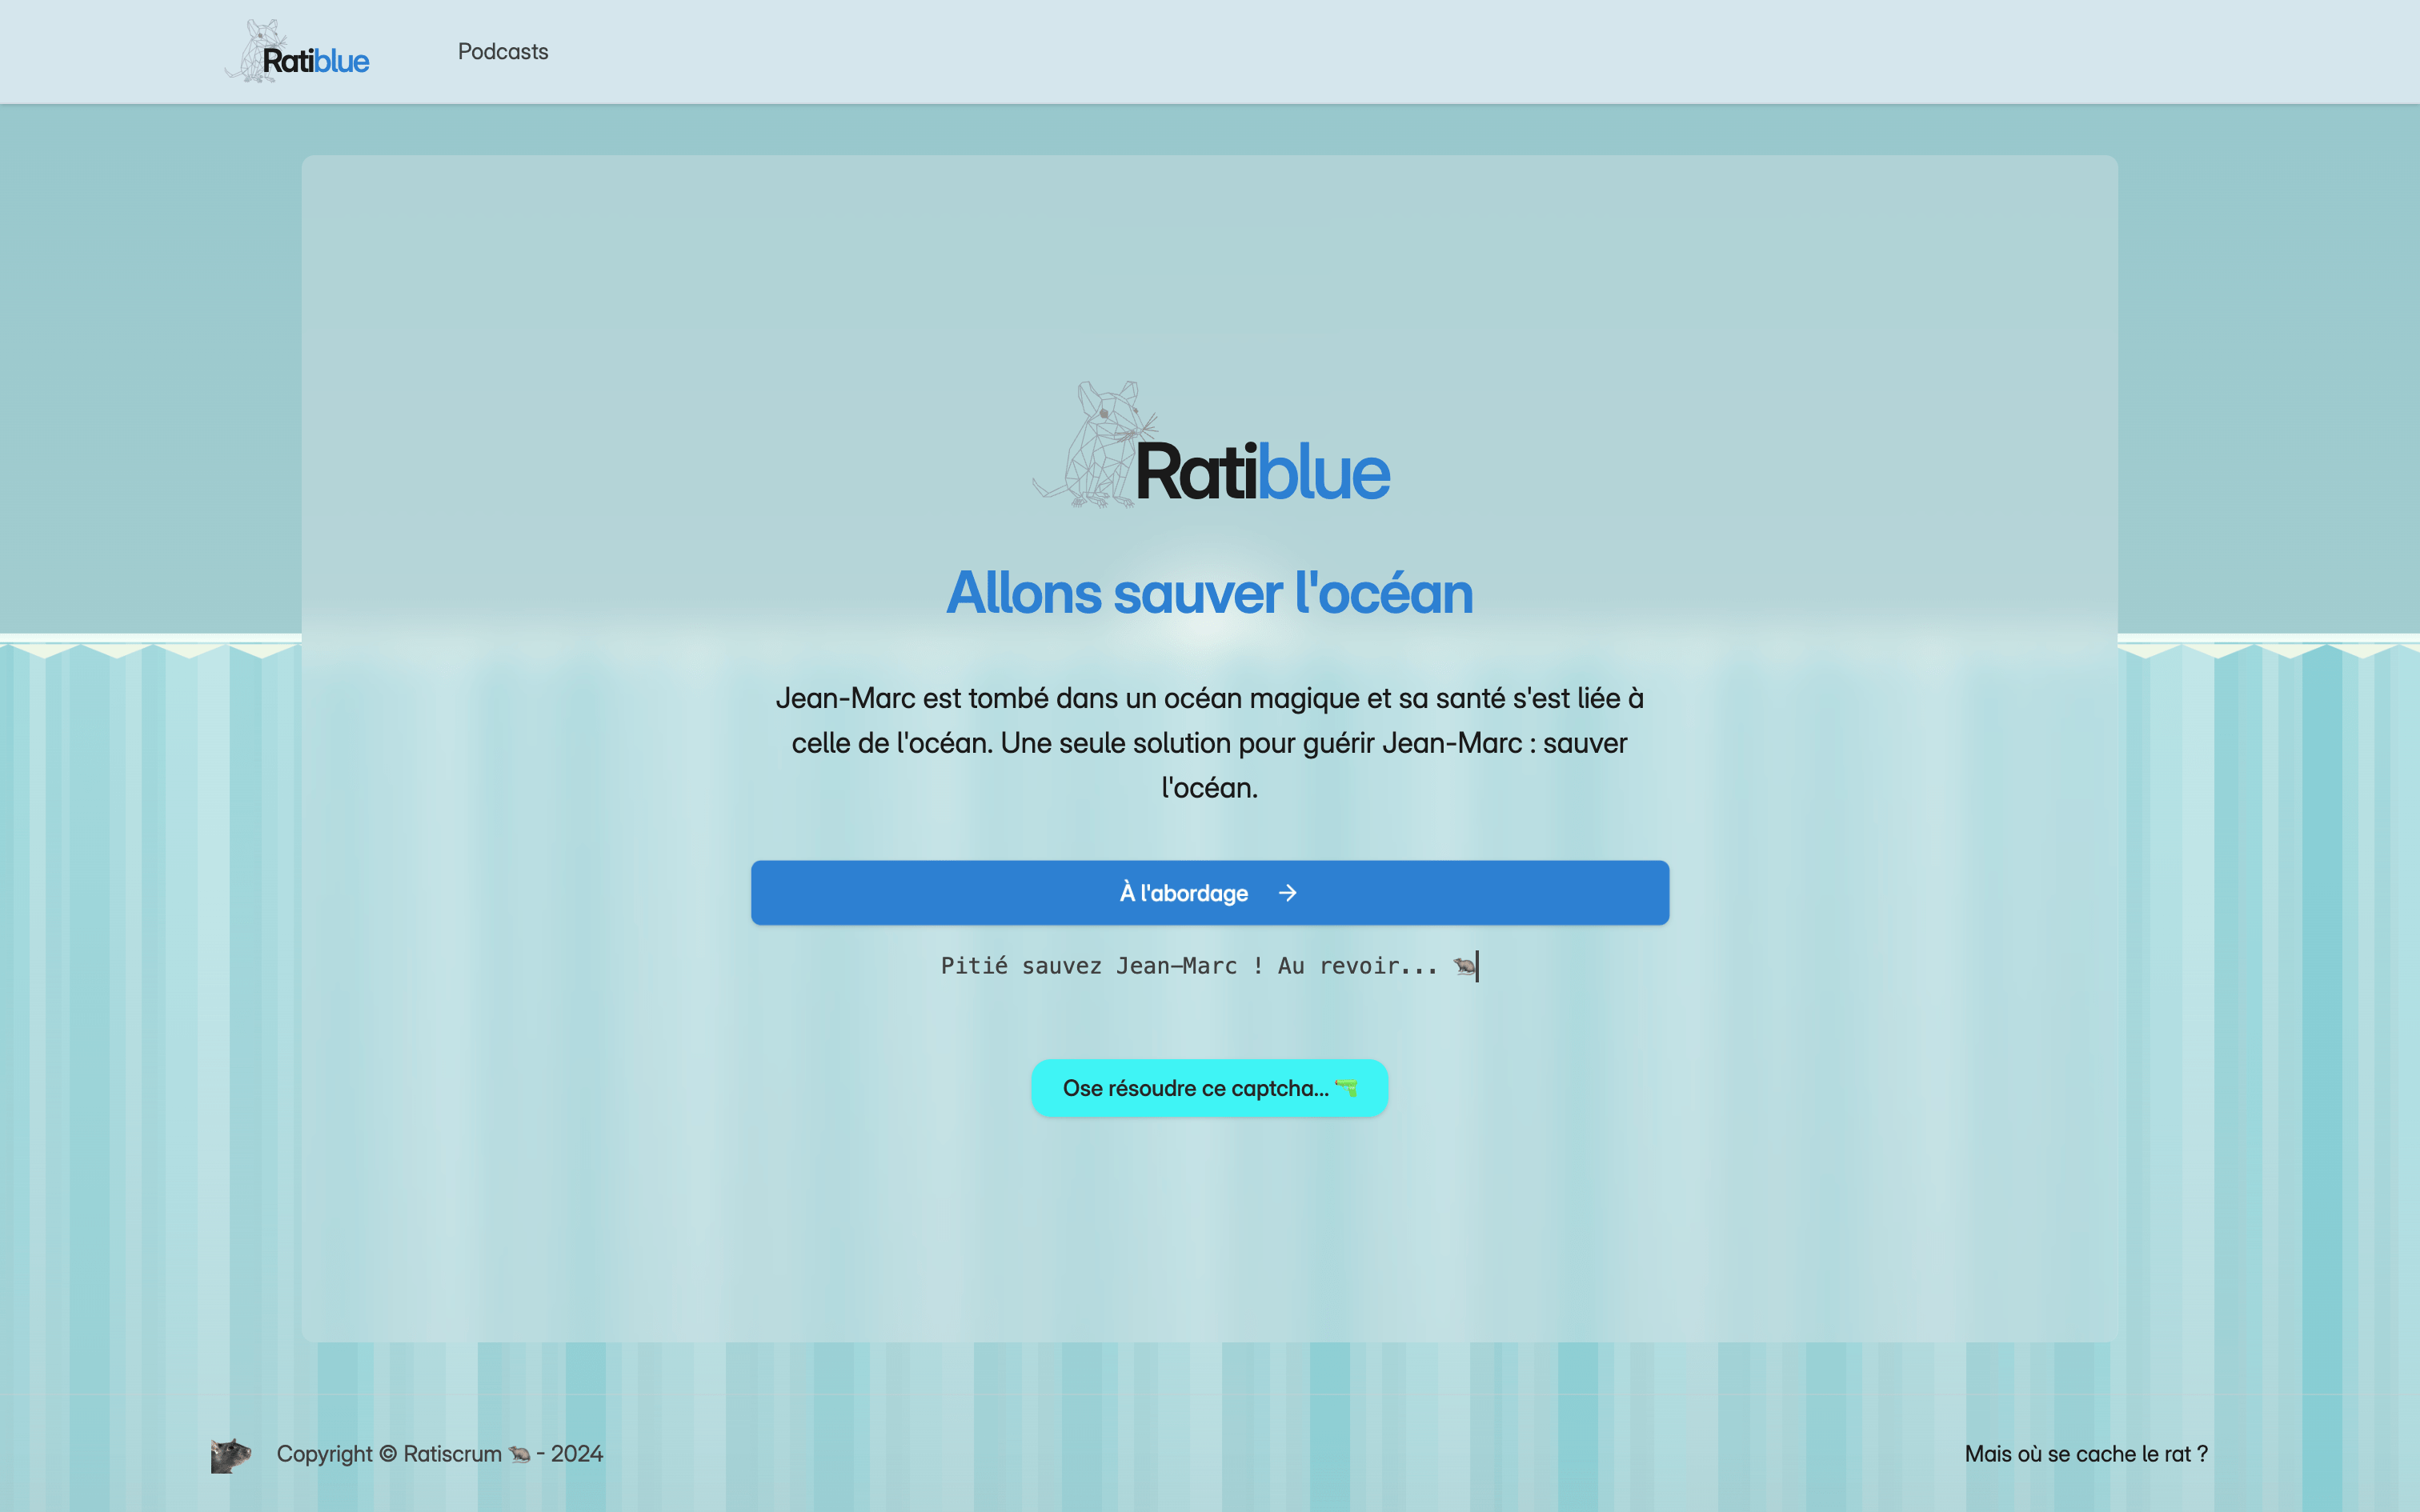 Ratiblue
Podcasts
Ratiblue
Allons sauver l'océan
Jean-Marc est tombé dans un océan magique et sa santé s'est liée à
celle de l'océan. Une seule solution pour guérir Jean-Marc : sauver
l'océan.
À l'abordage →
Pitié sauvez Jean-Marc ! Au revoir... 🐀
Ose résoudre ce captcha... 🔫
Copyright © Ratiscrum 🐀 - 2024
Mais où se cache le rat ?